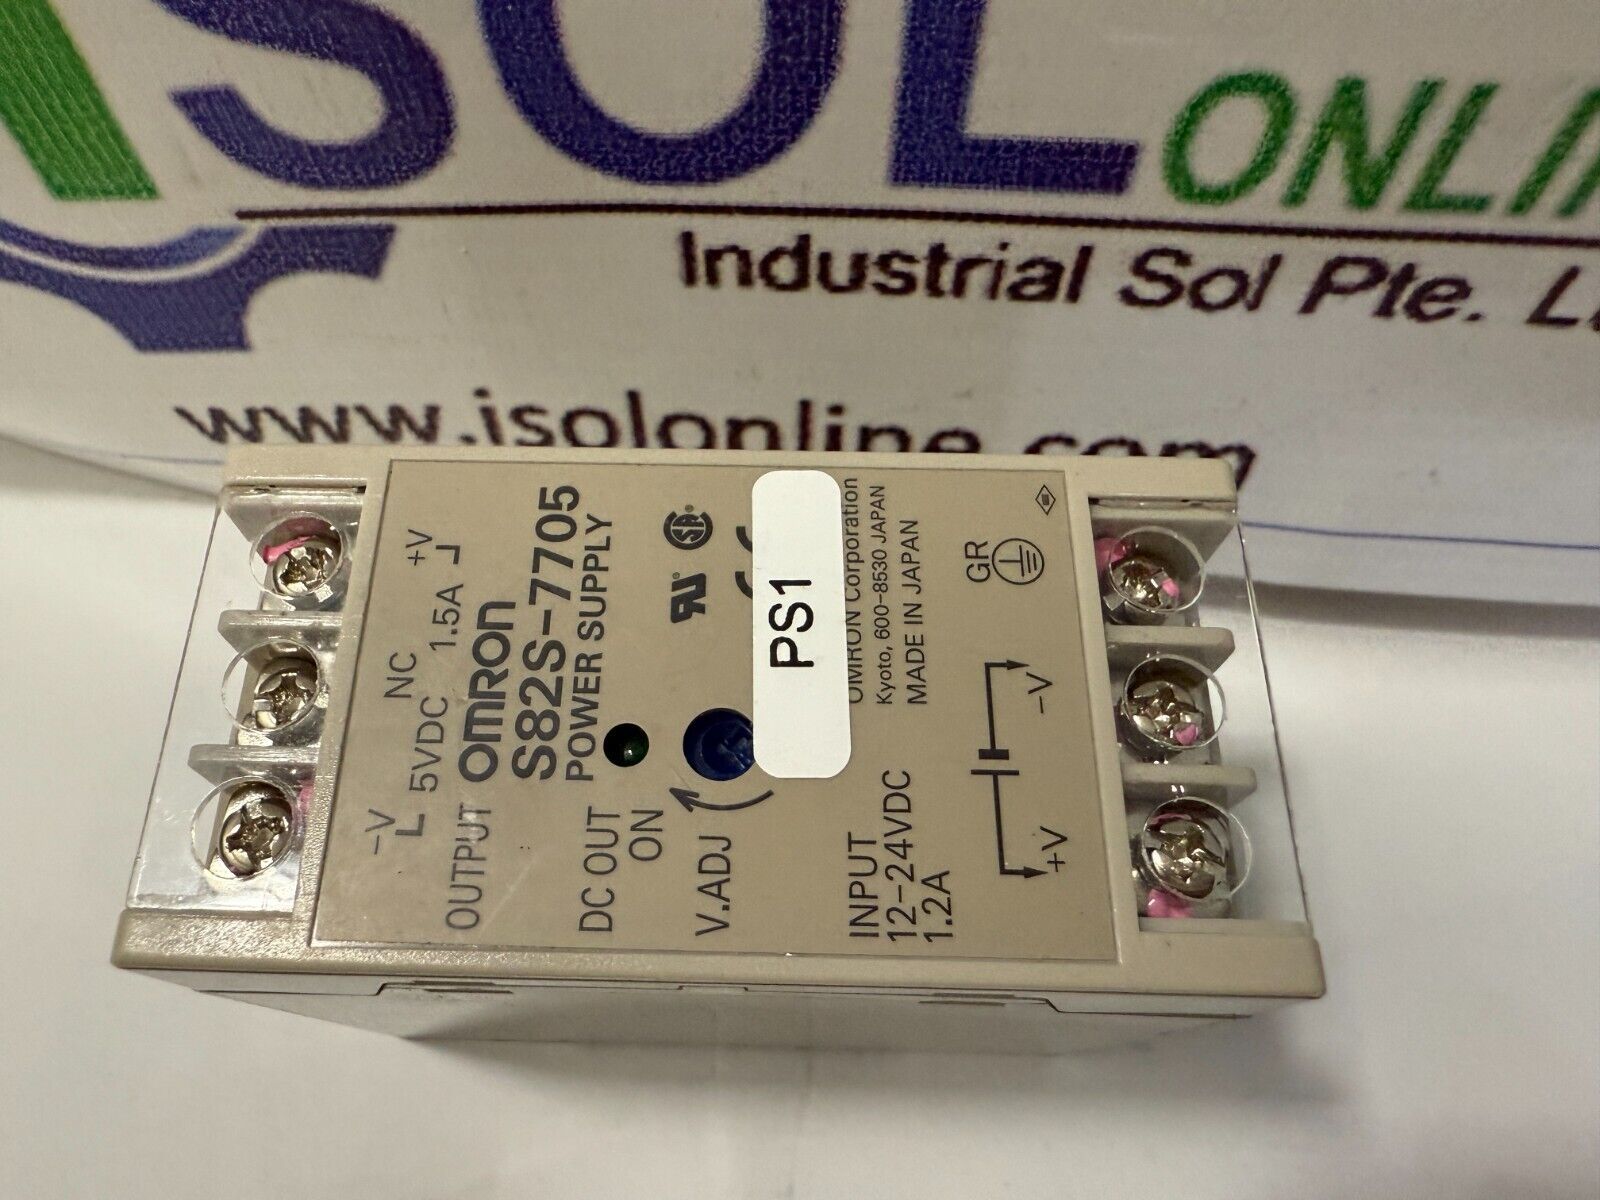 ISOL ONLINE
Industrial Sol Pte.
www.isolonline.com
-V NC +V
5VDC 1.5A
OUTPUT
OMRON
S82S-7705
POWER SUPPLY
DC OUT
ON
V.ADJ
PS1
OMRON Corporation
Kyoto, 600-8530 JAPAN
MADE IN JAPAN
INPUT
12-24VDC
1.2A
+V -V GR